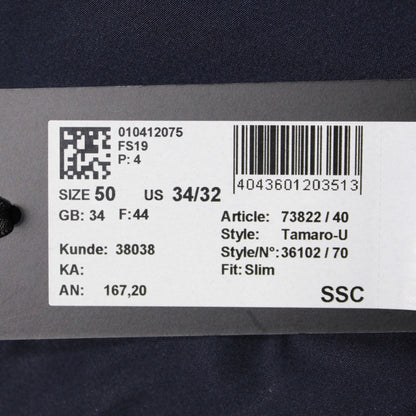 010412075
FS19
P: 4
4043601203513
SIZE 50 US 34/32
GB: 34 F: 44
Article: 73822 / 40
Style: Tamaro-U
Kunde: 38038
Style/N°: 36102 / 70
KA:
Fit: Slim
AN: 167,20
SSC